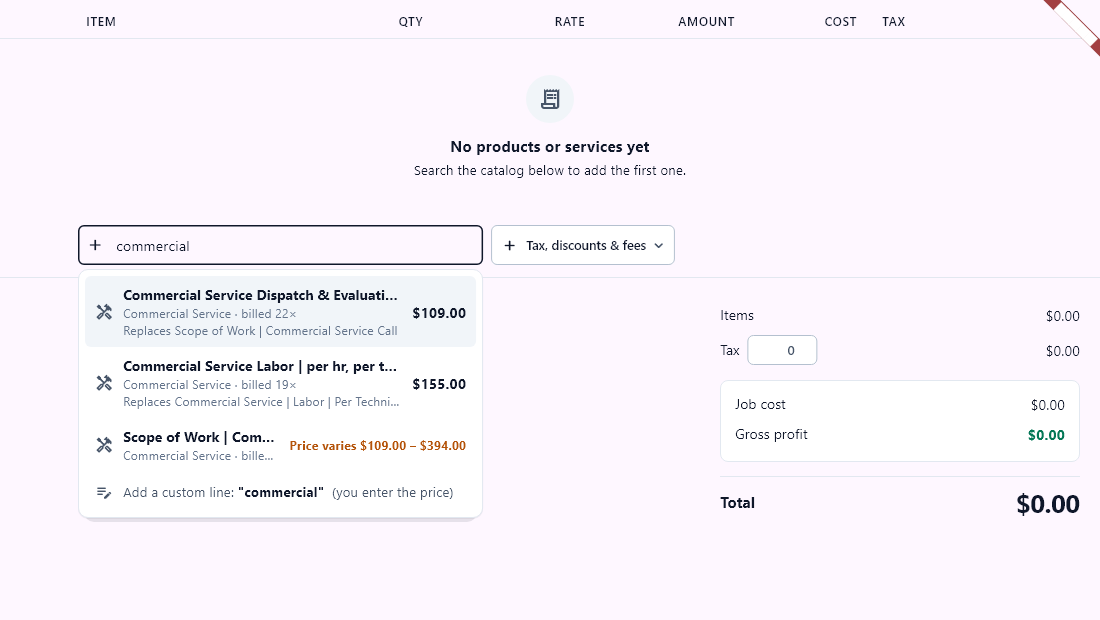 ITEM QTY RATE AMOUNT COST TAX
No products or services yet
Search the catalog below to add the first one.
+ commercial
+ Tax, discounts & fees
Commercial Service Dispatch & Evaluati...
Commercial Service · billed 22×
Replaces Scope of Work | Commercial Service Call
$109.00
Commercial Service Labor | per hr, per t...
Commercial Service · billed 19×
Replaces Commercial Service | Labor | Per Techni...
$155.00
Scope of Work | Com...
Commercial Service · bille...
Price varies $109.00 – $394.00
Add a custom line: "commercial" (you enter the price)
Items $0.00
Tax 0 $0.00
Job cost $0.00
Gross profit $0.00
Total $0.00